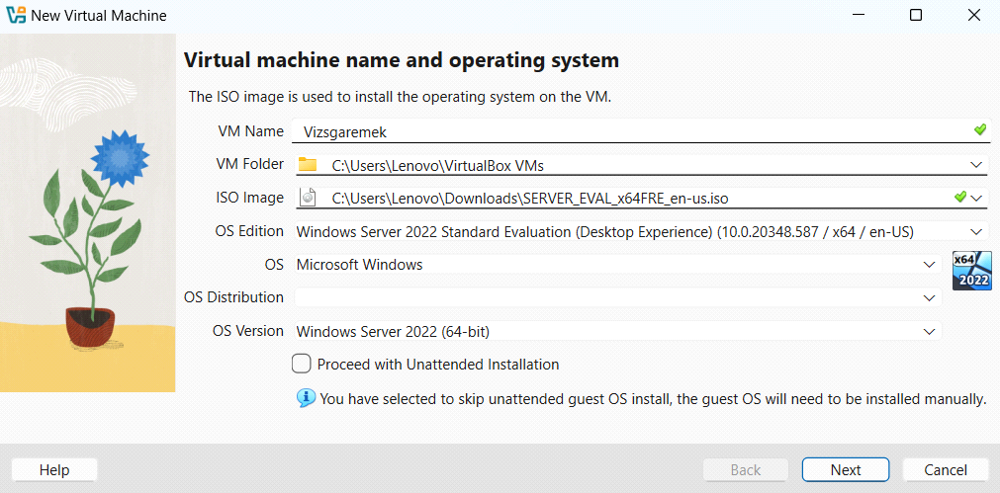 New Virtual Machine
Virtual machine name and operating system
The ISO image is used to install the operating system on the VM.
VM Name Vizsgaremek
VM Folder C:\Users\Lenovo\VirtualBox VMs
ISO Image C:\Users\Lenovo\Downloads\SERVER_EVAL_x64FRE_en-us.iso
OS Edition Windows Server 2022 Standard Evaluation (Desktop Experience) (10.0.20348.587 / x64 / en-US)
OS Microsoft Windows
x64
2022
OS Distribution
OS Version Windows Server 2022 (64-bit)
Proceed with Unattended Installation
You have selected to skip unattended guest OS install, the guest OS will need to be installed manually.
Help Back Next Cancel